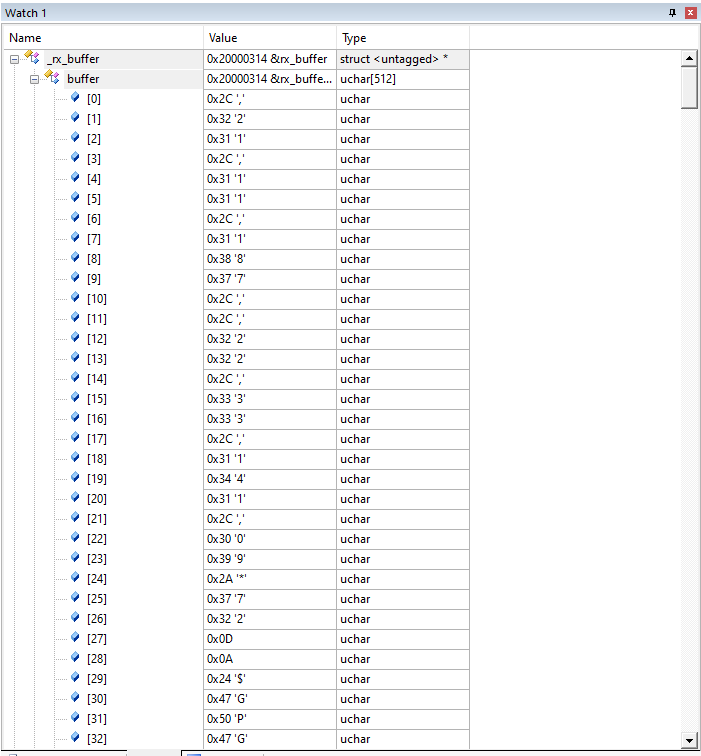 Watch 1
Name Value Type
_rx_buffer 0x20000314 &rx_buffer struct <untagged> *
buffer 0x20000314 &rx_buffe... uchar[512]
[0] 0x2C ',' uchar
[1] 0x32 '2' uchar
[2] 0x31 '1' uchar
[3] 0x2C ',' uchar
[4] 0x31 '1' uchar
[5] 0x31 '1' uchar
[6] 0x2C ',' uchar
[7] 0x31 '1' uchar
[8] 0x38 '8' uchar
[9] 0x37 '7' uchar
[10] 0x2C ',' uchar
[11] 0x2C ',' uchar
[12] 0x32 '2' uchar
[13] 0x32 '2' uchar
[14] 0x2C ',' uchar
[15] 0x33 '3' uchar
[16] 0x33 '3' uchar
[17] 0x2C ',' uchar
[18] 0x31 '1' uchar
[19] 0x34 '4' uchar
[20] 0x31 '1' uchar
[21] 0x2C ',' uchar
[22] 0x30 '0' uchar
[23] 0x39 '9' uchar
[24] 0x2A '*' uchar
[25] 0x37 '7' uchar
[26] 0x32 '2' uchar
[27] 0x0D uchar
[28] 0x0A uchar
[29] 0x24 '$' uchar
[30] 0x47 'G' uchar
[31] 0x50 'P' uchar
[32] 0x47 'G' uchar